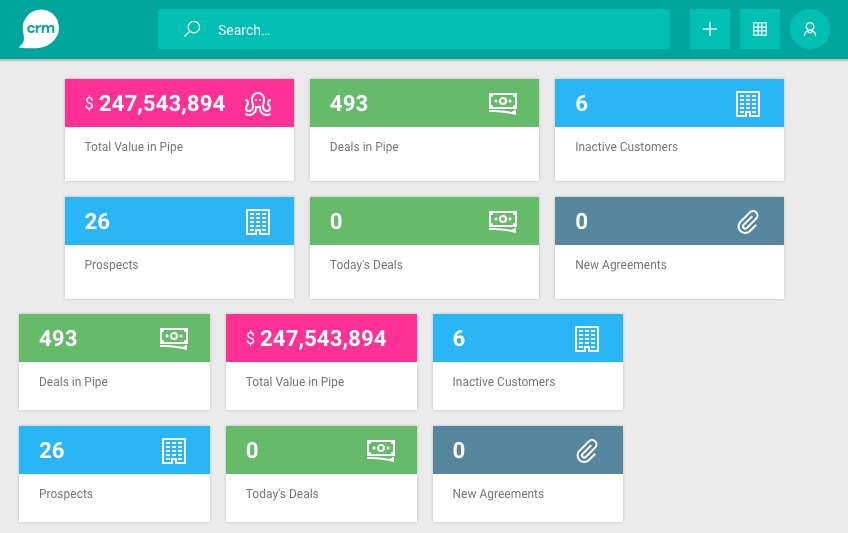 crm
Search...
$ 247,543,894
493
6
Total Value in Pipe
Deals in Pipe
Inactive Customers
26
0
0
Prospects
Today's Deals
New Agreements
493
$ 247,543,894
6
Deals in Pipe
Total Value in Pipe
Inactive Customers
26
0
0
Prospects
Today's Deals
New Agreements